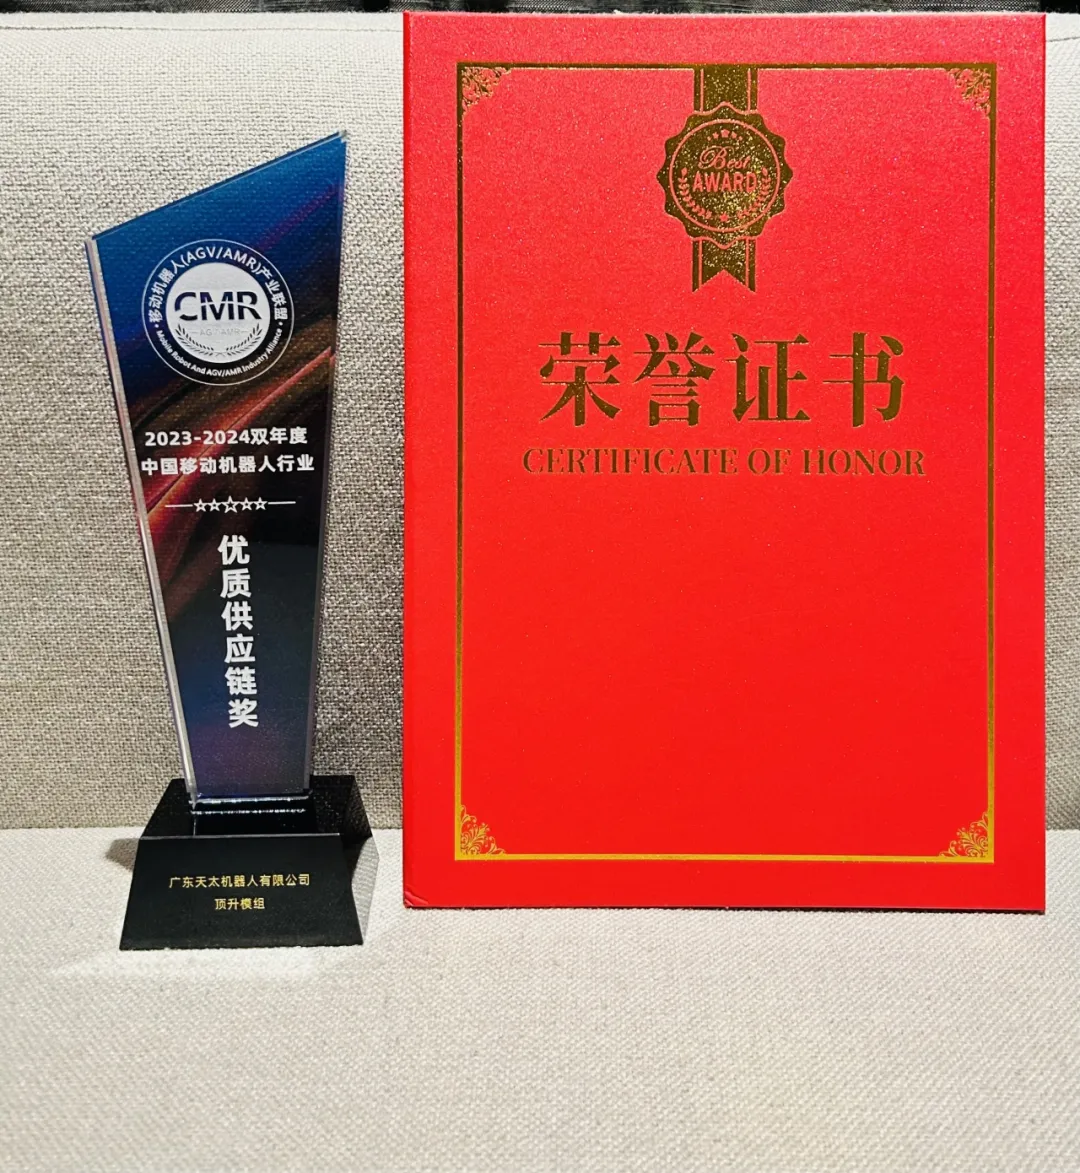 移动机器人(AGV/AMR)产业联盟
CMR
AGV AMR
Mobile Robot And AGV/AMR Industry Alliance
2023-2024双年度
中国移动机器人行业
优质供应链奖
广东天太机器人有限公司
顶升模组
Best
AWARD
荣誉证书
CERTIFICATE OF HONOR